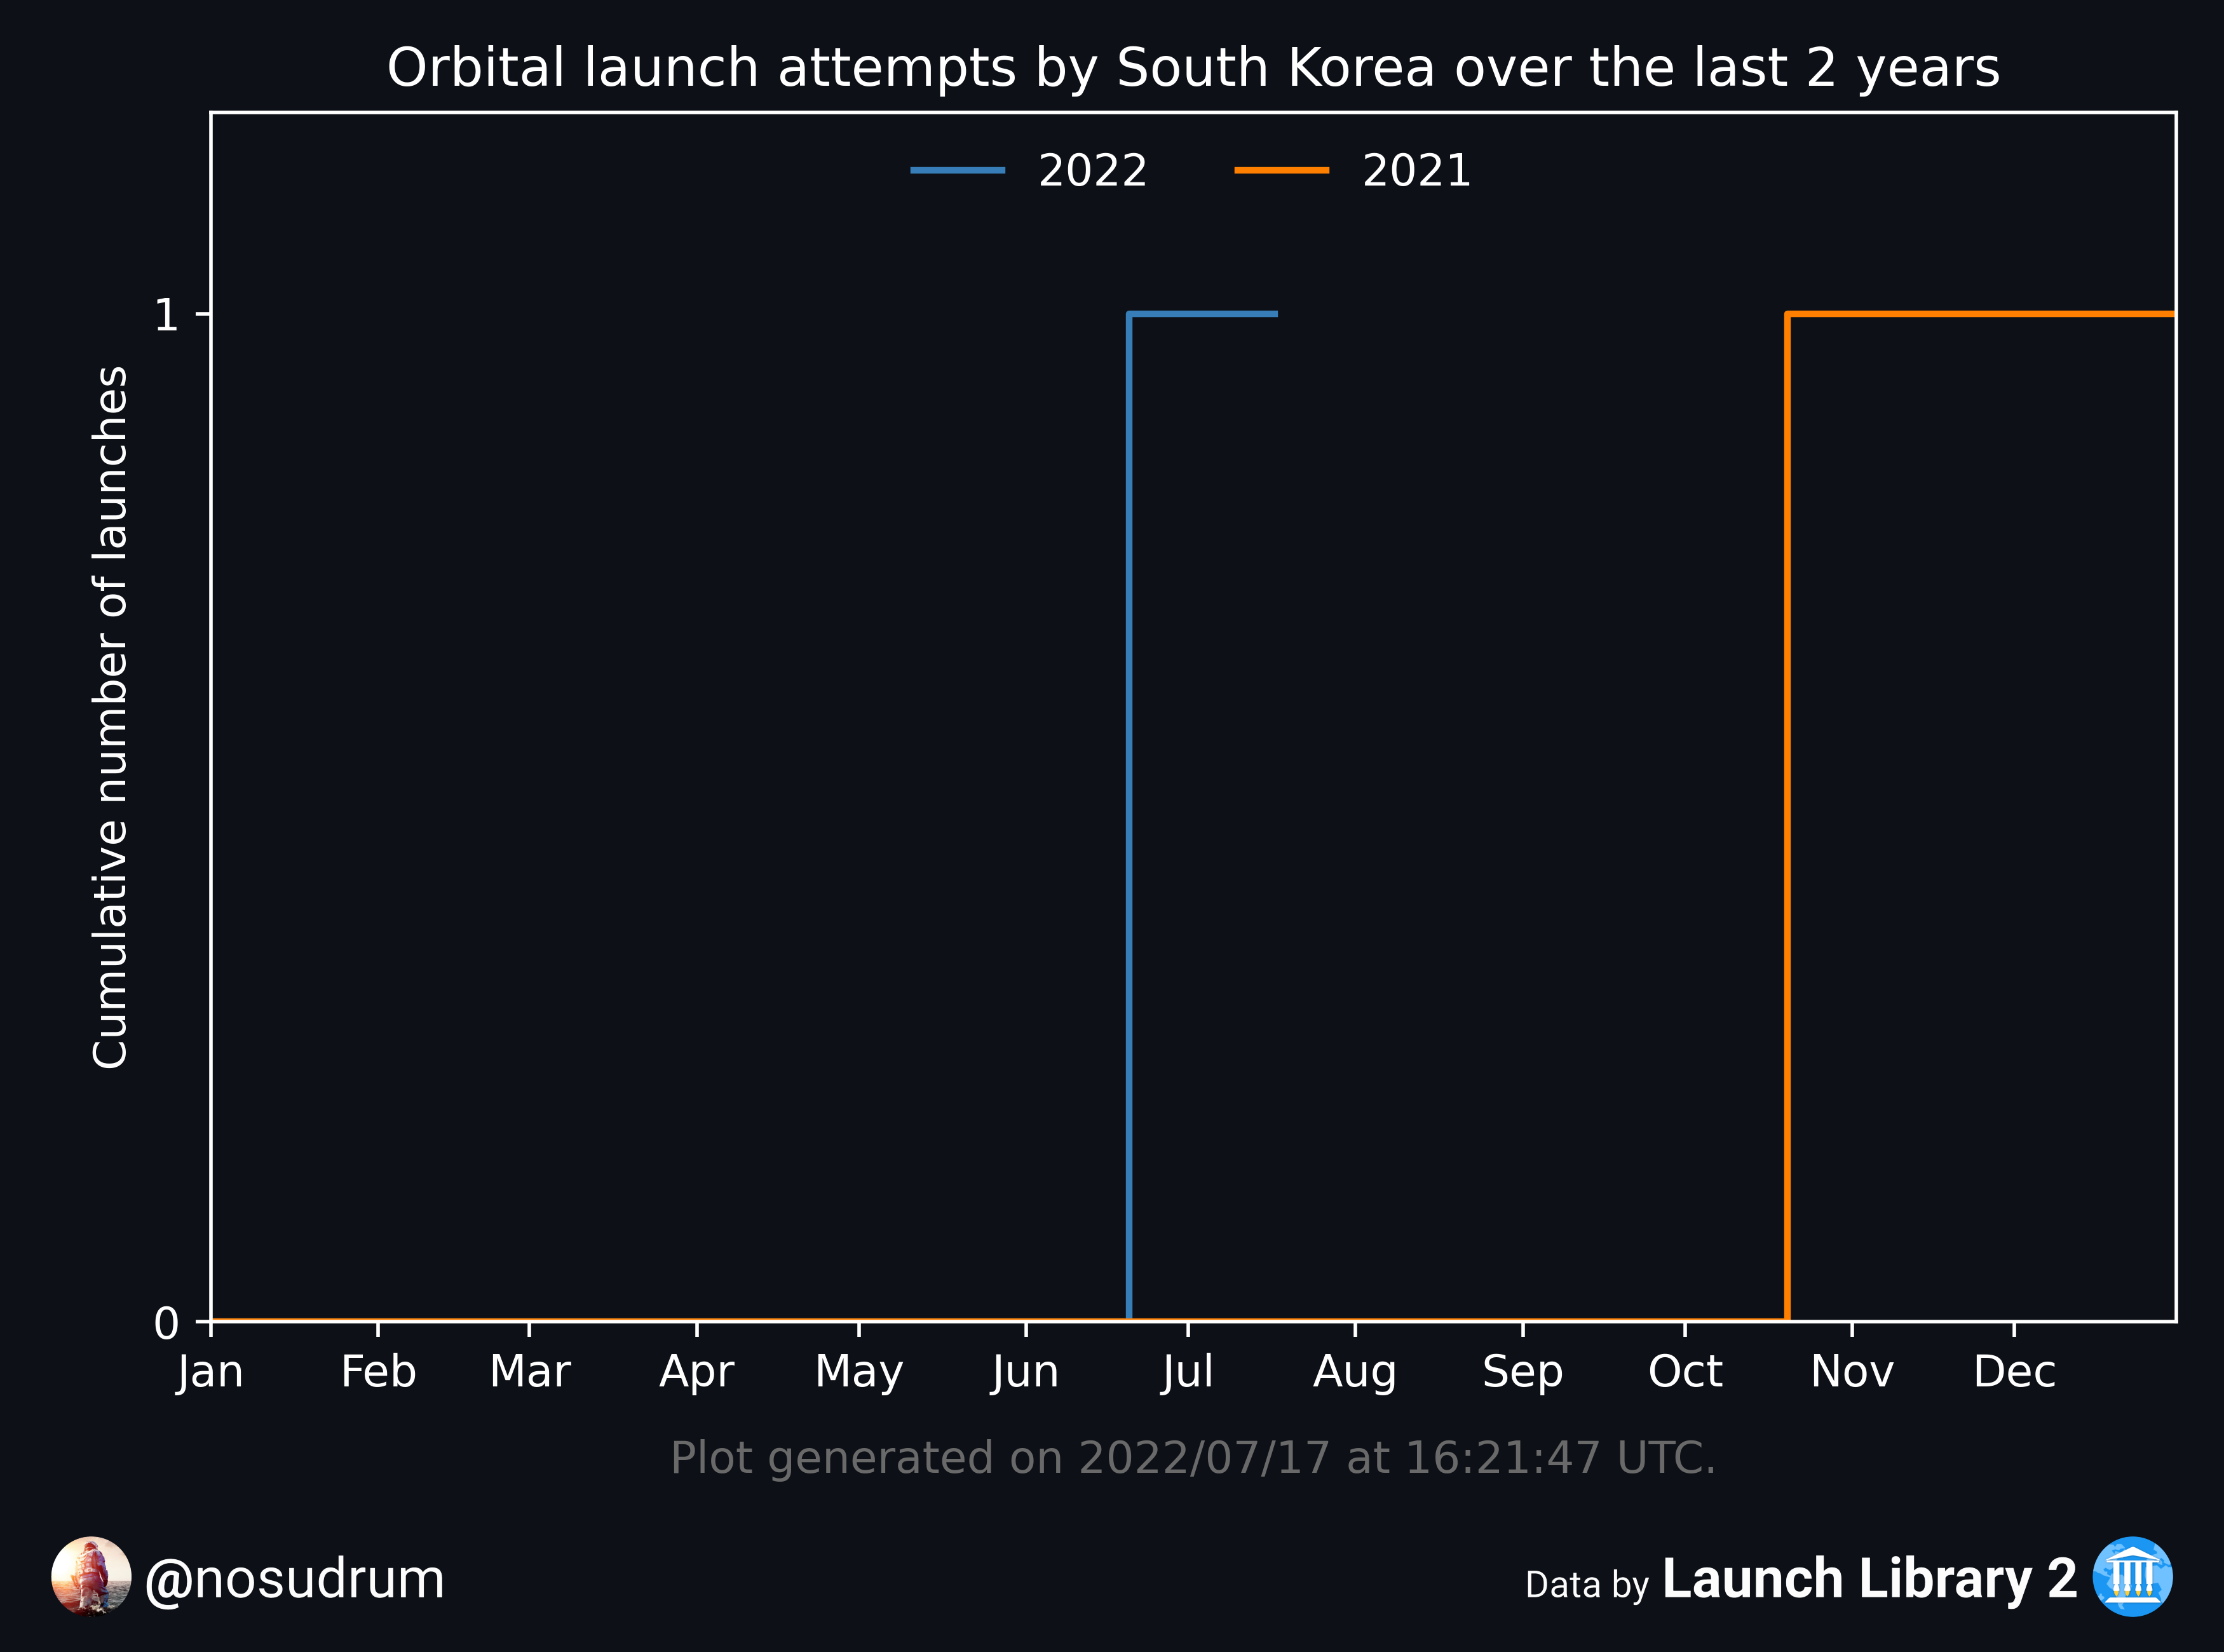 Orbital launch attempts by South Korea over the last 2 years
2022 2021
1
Cumulative number of launches
0
Jan Feb Mar Apr May Jun Jul Aug Sep Oct Nov Dec
Plot generated on 2022/07/17 at 16:21:47 UTC.
@nosudrum
Data by Launch Library 2